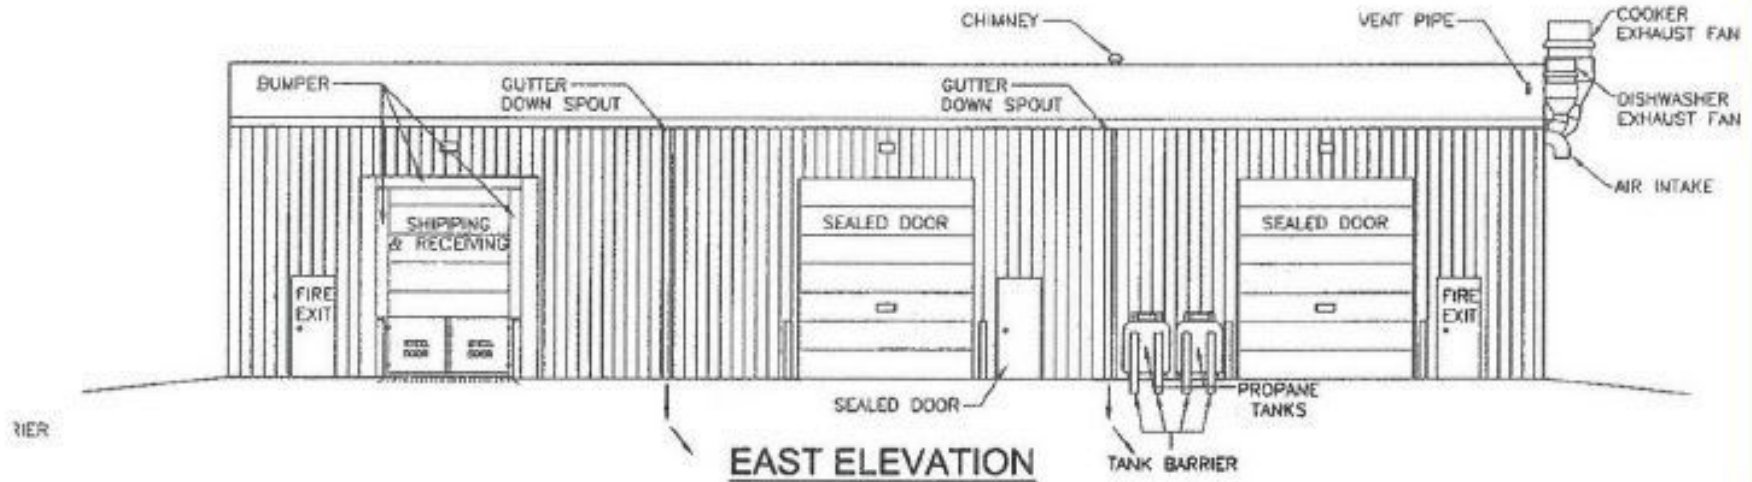 CHIMNEY
VENT PIPE
COOKER
EXHAUST FAN
BUMPER
GUTTER
DOWN SPOUT
GUTTER
DOWN SPOUT
DISHWASHER
EXHAUST FAN
AIR INTAKE
SHIPIPING
& RECEIVING
SEALED DOOR
SEALED DOOR
FIRE
EXIT
FIRE
EXIT
SEALED DOOR
PROPANE
TANKS
RIER
EAST ELEVATION
TANK BARRIER